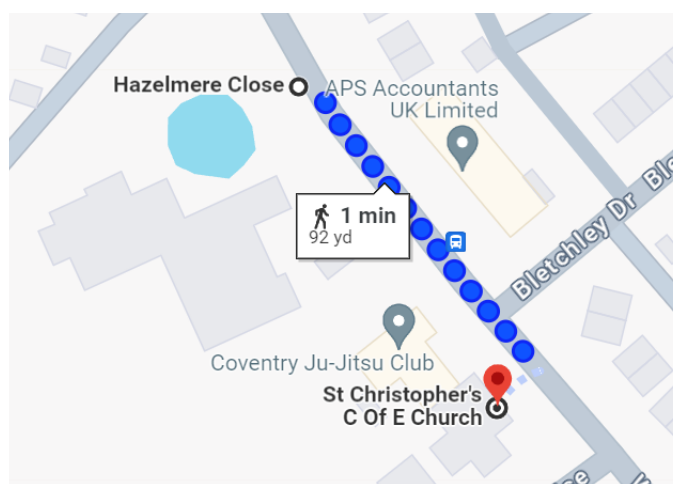 Hazelmere Close
APS Accountants
UK Limited
1 min
92 yd
Bletchley Dr
Coventry Ju-Jitsu Club
St Christopher's
C Of E Church